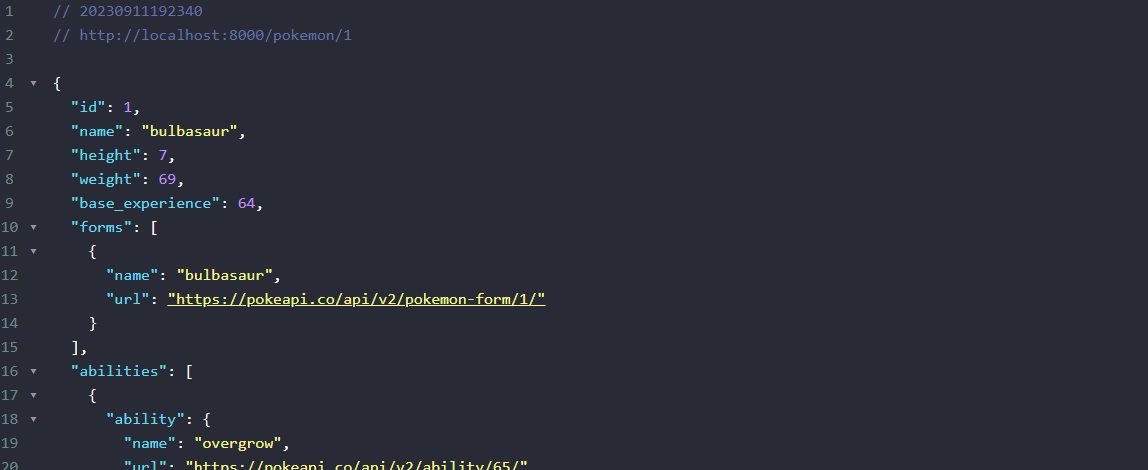 1 // 20230911192340
2 // http://localhost:8000/pokemon/1
3
4 {
5 "id": 1,
6 "name": "bulbasaur",
7 "height": 7,
8 "weight": 69,
9 "base_experience": 64,
10 "forms": [
11 {
12 "name": "bulbasaur",
13 "url": "https://pokeapi.co/api/v2/pokemon-form/1/"
14 }
15 ],
16 "abilities": [
17 {
18 "ability": {
19 "name": "overgrow",
20 "url": "https://pokeapi.co/api/v2/ability/65/"